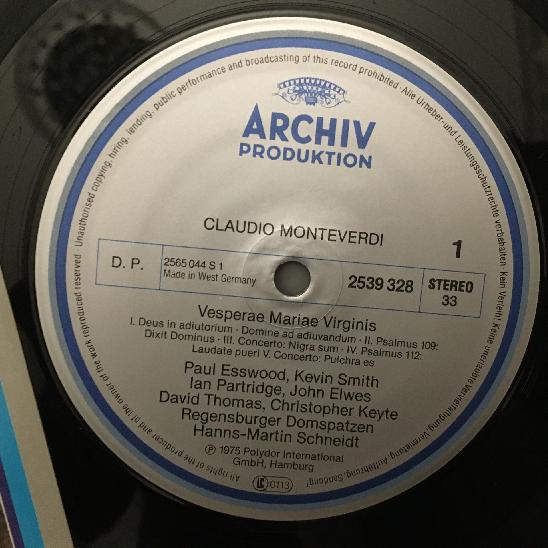 Unauthorised copying, hiring, lending, public performance and broadcasting of this record prohibited · Alle Urheber- und Leistungsschutzrechte vorbehalten · Kein Verleih! Keine unerlaubte Vervielfältigung, Vermietung, Aufführung, Sendung!
ARCHIV
PRODUKTION
CLAUDIO MONTEVERDI
1
D. P.
2565 044 S 1
Made in West Germany
2539 328
STEREO
33
Vesperae Mariae Virginis
I. Deus in adiutorium · Domine ad adiuvandum · II. Psalmus 109:
Dixit Dominus · III. Concerto: Nigra sum · IV. Psalmus 112:
Laudate pueri V. Concerto: Pulchra es
Paul Esswood, Kevin Smith
Ian Partridge, John Elwes
David Thomas, Christopher Keyte
Regensburger Domspatzen
Hanns-Martin Schneidt
Ⓟ 1975 Polydor International
GmbH, Hamburg
LC 0113
All rights of the producer and of the owner of the work reproduced reserved